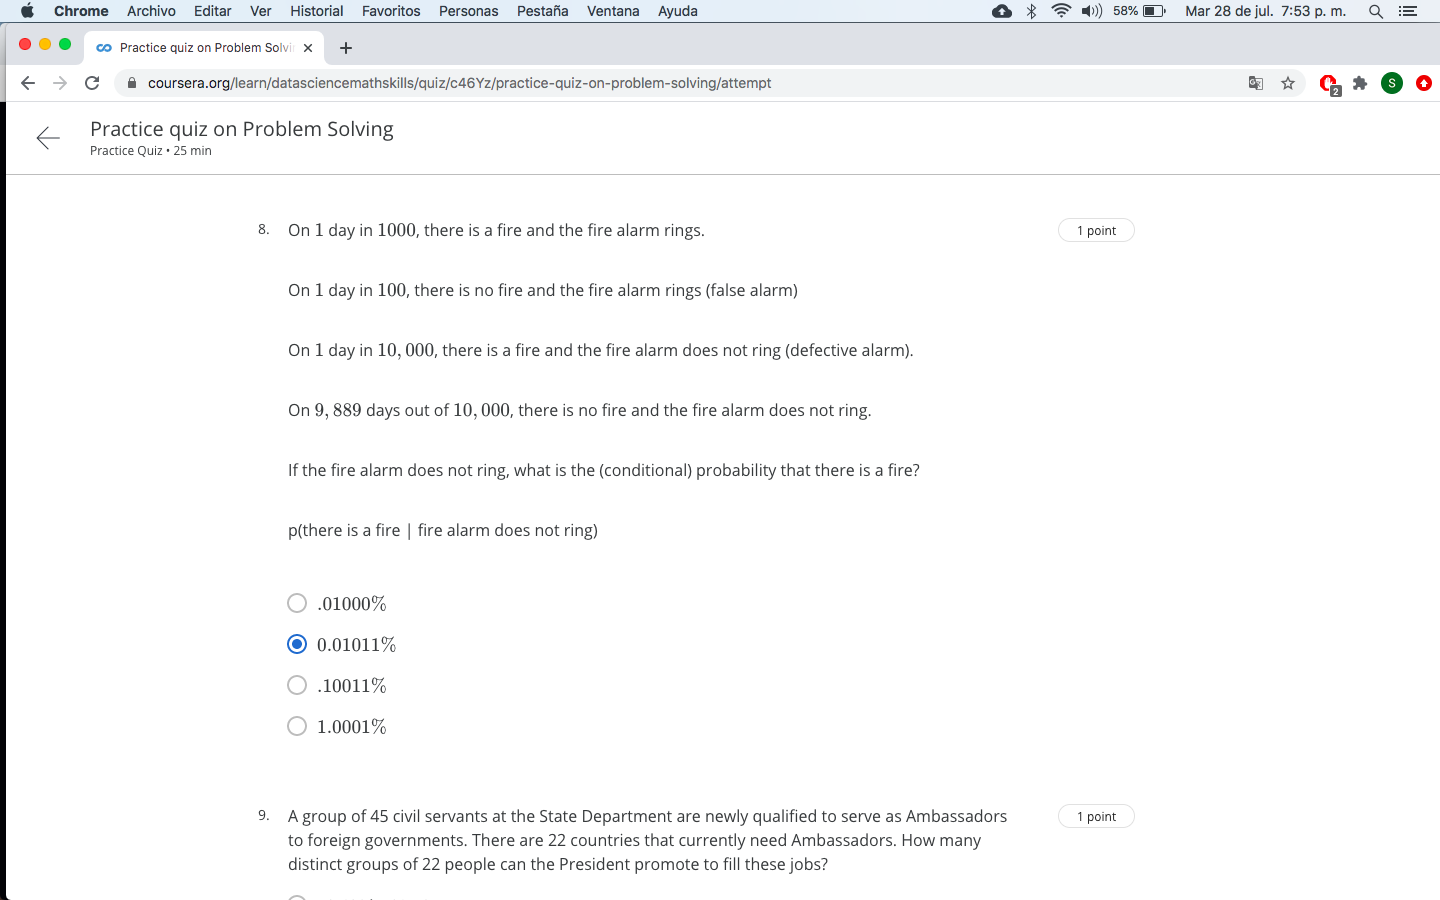 Chrome Archivo Editar Ver Historial Favoritos Personas Pestaña Ventana Ayuda 58% Mar 28 de jul. 7:53 p. m.
Practice quiz on Problem Solvi
coursera.org/learn/datasciencemathskills/quiz/c46Yz/practice-quiz-on-problem-solving/attempt 2 S
Practice quiz on Problem Solving
Practice Quiz • 25 min
8. On 1 day in 1000, there is a fire and the fire alarm rings. 1 point
On 1 day in 100, there is no fire and the fire alarm rings (false alarm)
On 1 day in 10,000, there is a fire and the fire alarm does not ring (defective alarm).
On 9,889 days out of 10,000, there is no fire and the fire alarm does not ring.
If the fire alarm does not ring, what is the (conditional) probability that there is a fire?
p(there is a fire | fire alarm does not ring)
.01000%
0.01011%
.10011%
1.0001%
9. A group of 45 civil servants at the State Department are newly qualified to serve as Ambassadors 1 point
to foreign governments. There are 22 countries that currently need Ambassadors. How many
distinct groups of 22 people can the President promote to fill these jobs?